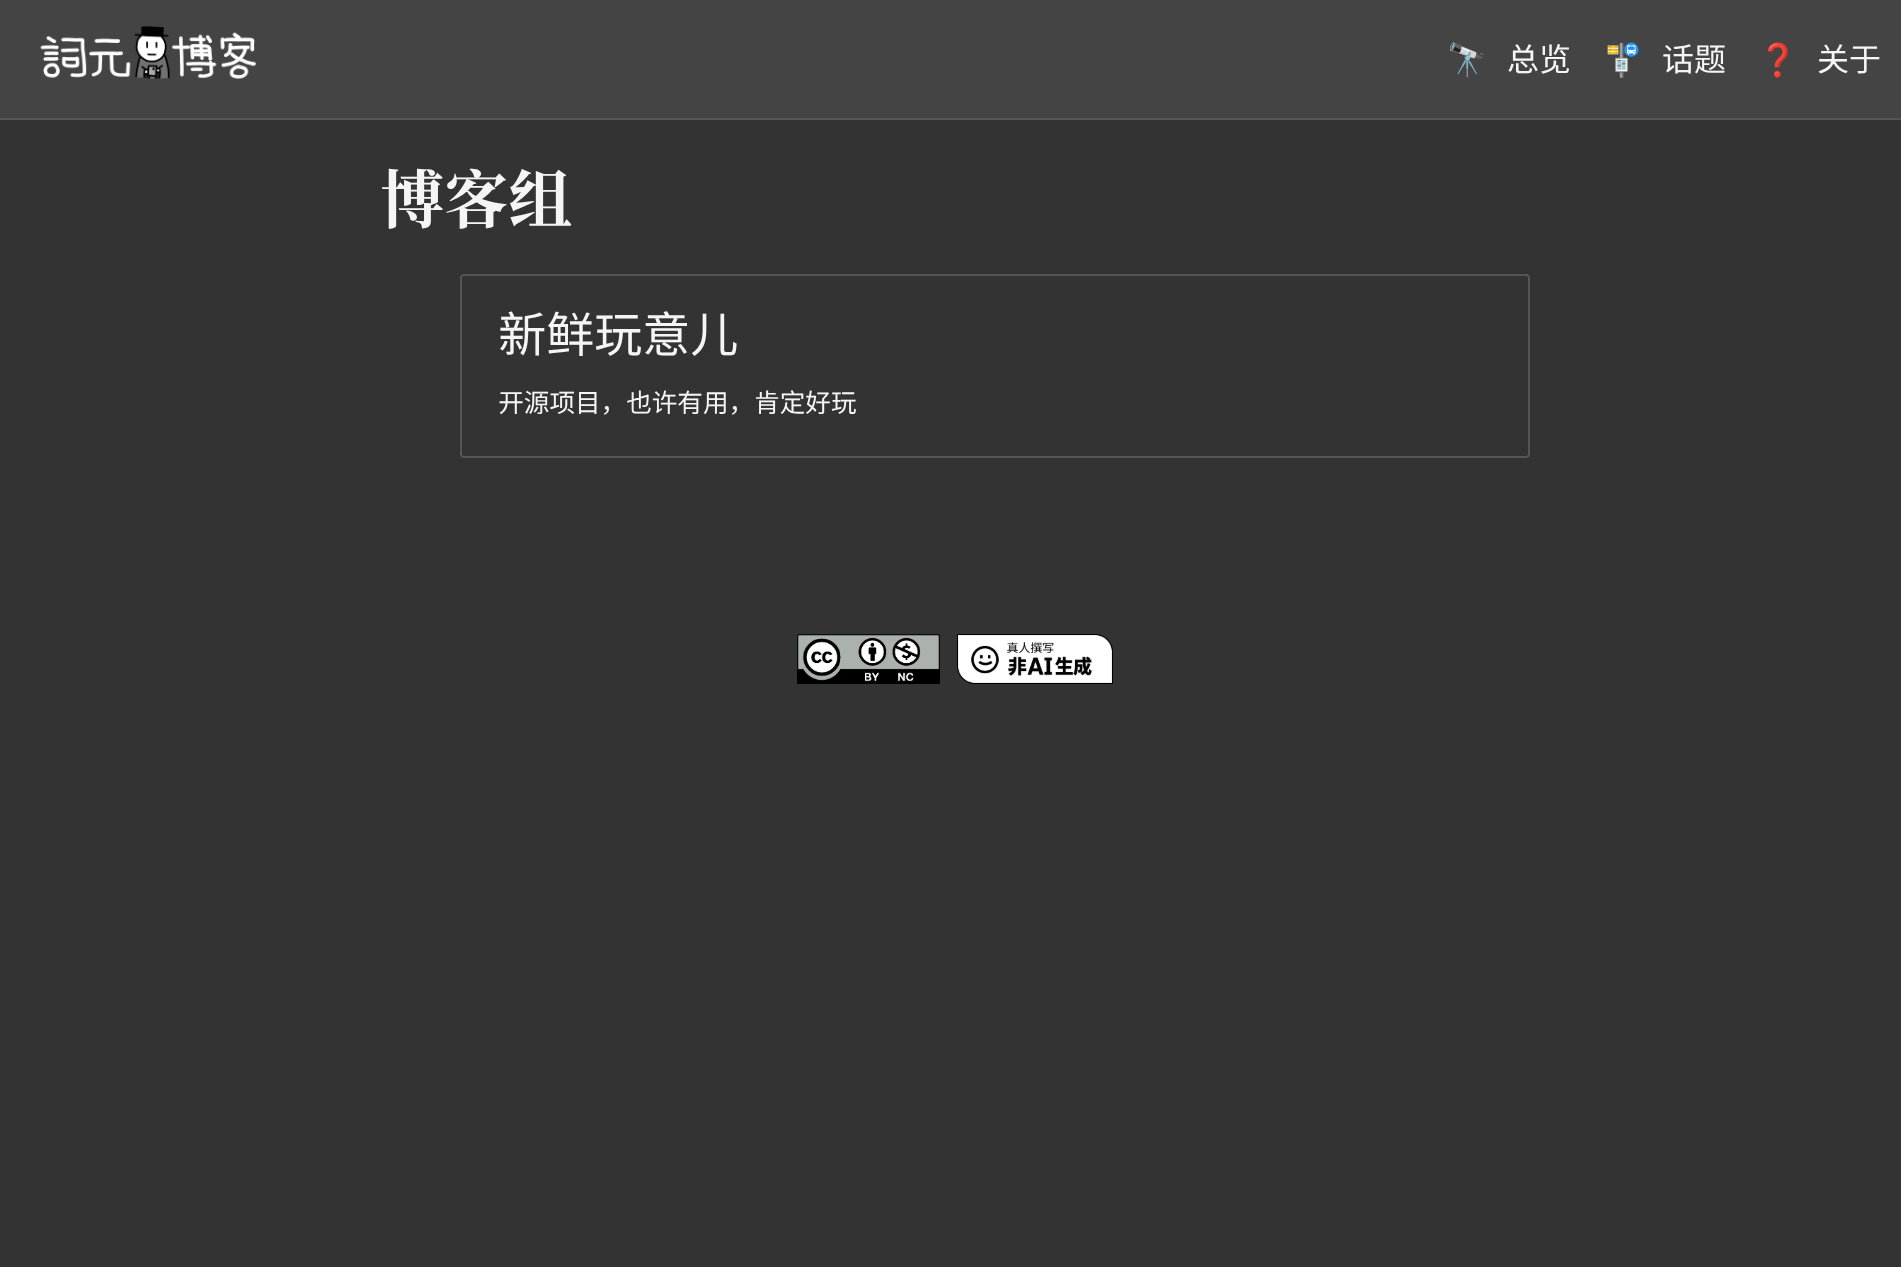 詞元博客
总览
话题
关于
博客组
新鲜玩意儿
开源项目，也许有用，肯定好玩
CC
BY NC
真人撰写
非AI生成